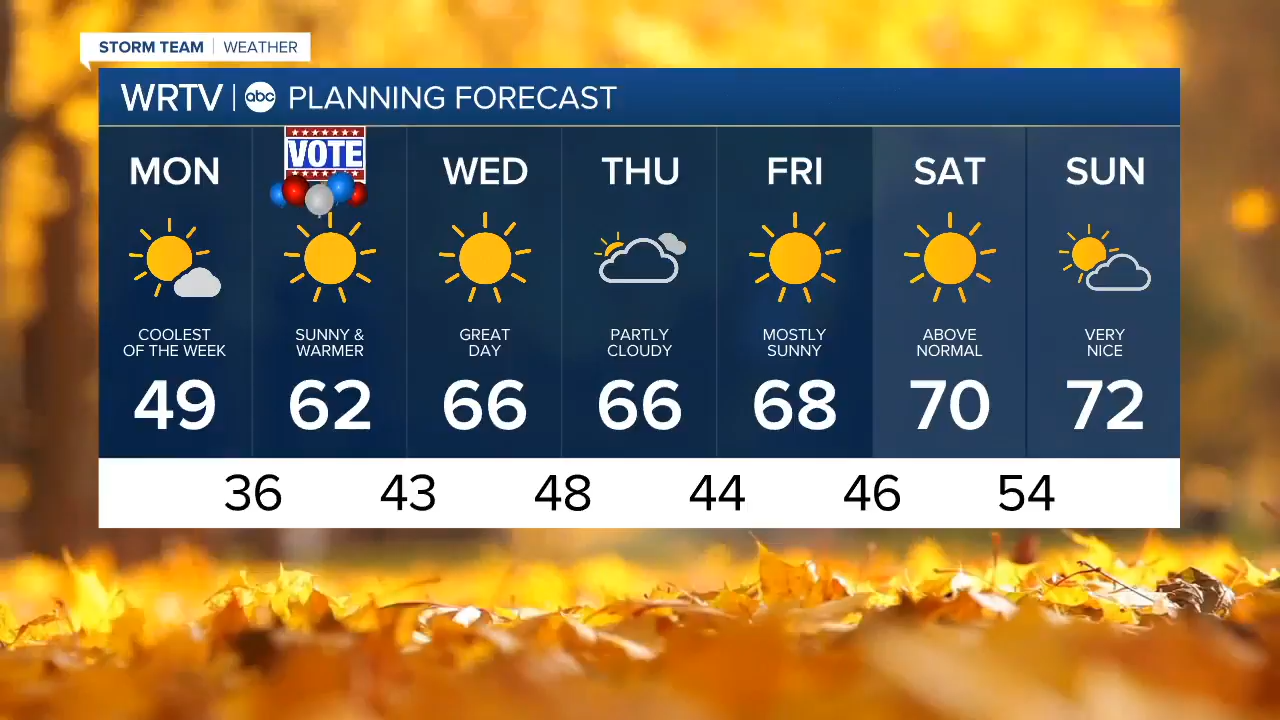 STORM TEAM | WEATHER
WRTV | abc PLANNING FORECAST
MON
VOTE
WED
THU
FRI
SAT
SUN
COOLEST
OF THE WEEK
SUNNY &
WARMER
GREAT
DAY
PARTLY
CLOUDY
MOSTLY
SUNNY
ABOVE
NORMAL
VERY
NICE
49 62 66 66 68 70 72
36 43 48 44 46 54